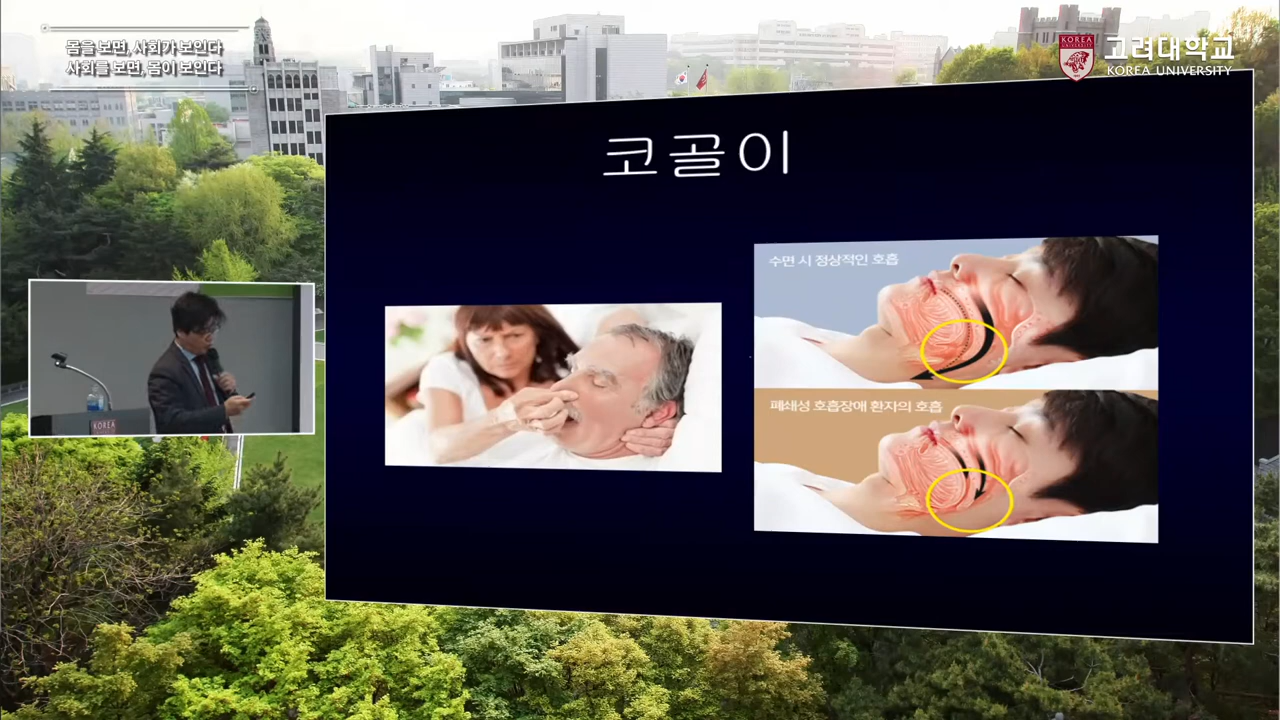 몸을 보면, 사회가 보인다
사회를 보면, 몸이 보인다
KOREA
UNIVERSITY
고려대학교
KOREA UNIVERSITY
코골이
수면 시 정상적인 호흡
폐쇄성 호흡장애 환자의 호흡
KOREA